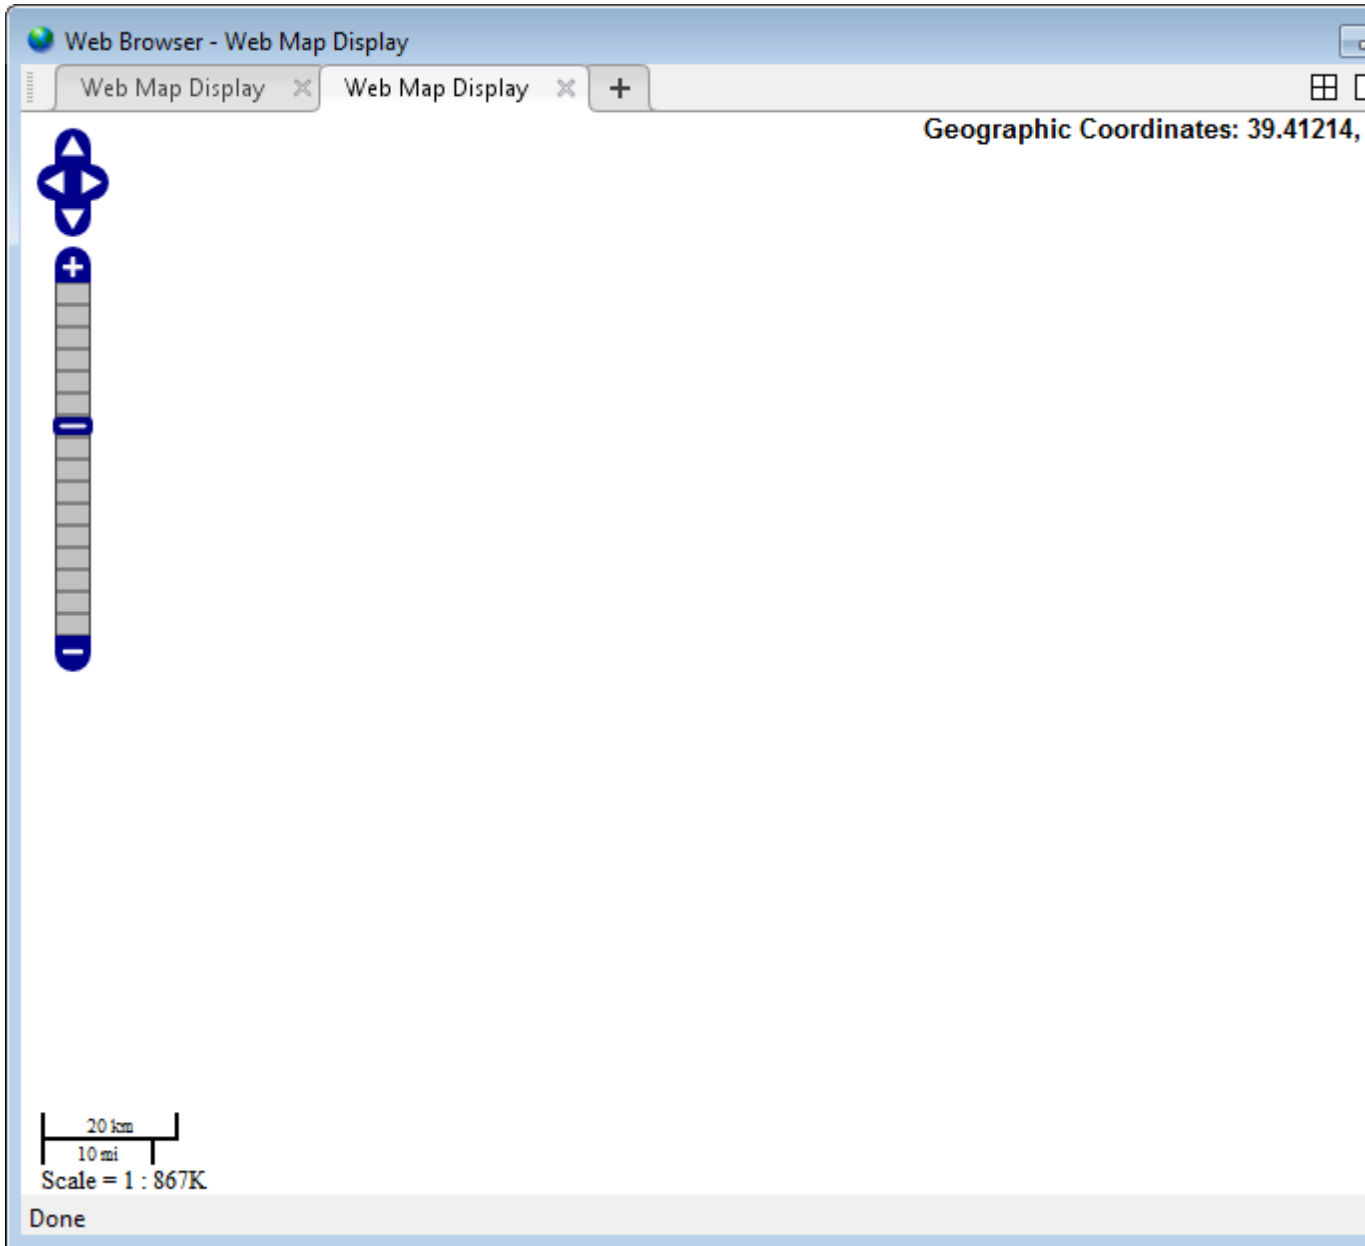 Web Browser - Web Map Display
Web Map Display
Web Map Display
Geographic Coordinates: 39.41214,
20 km
10 mi
Scale = 1 : 867K
Done